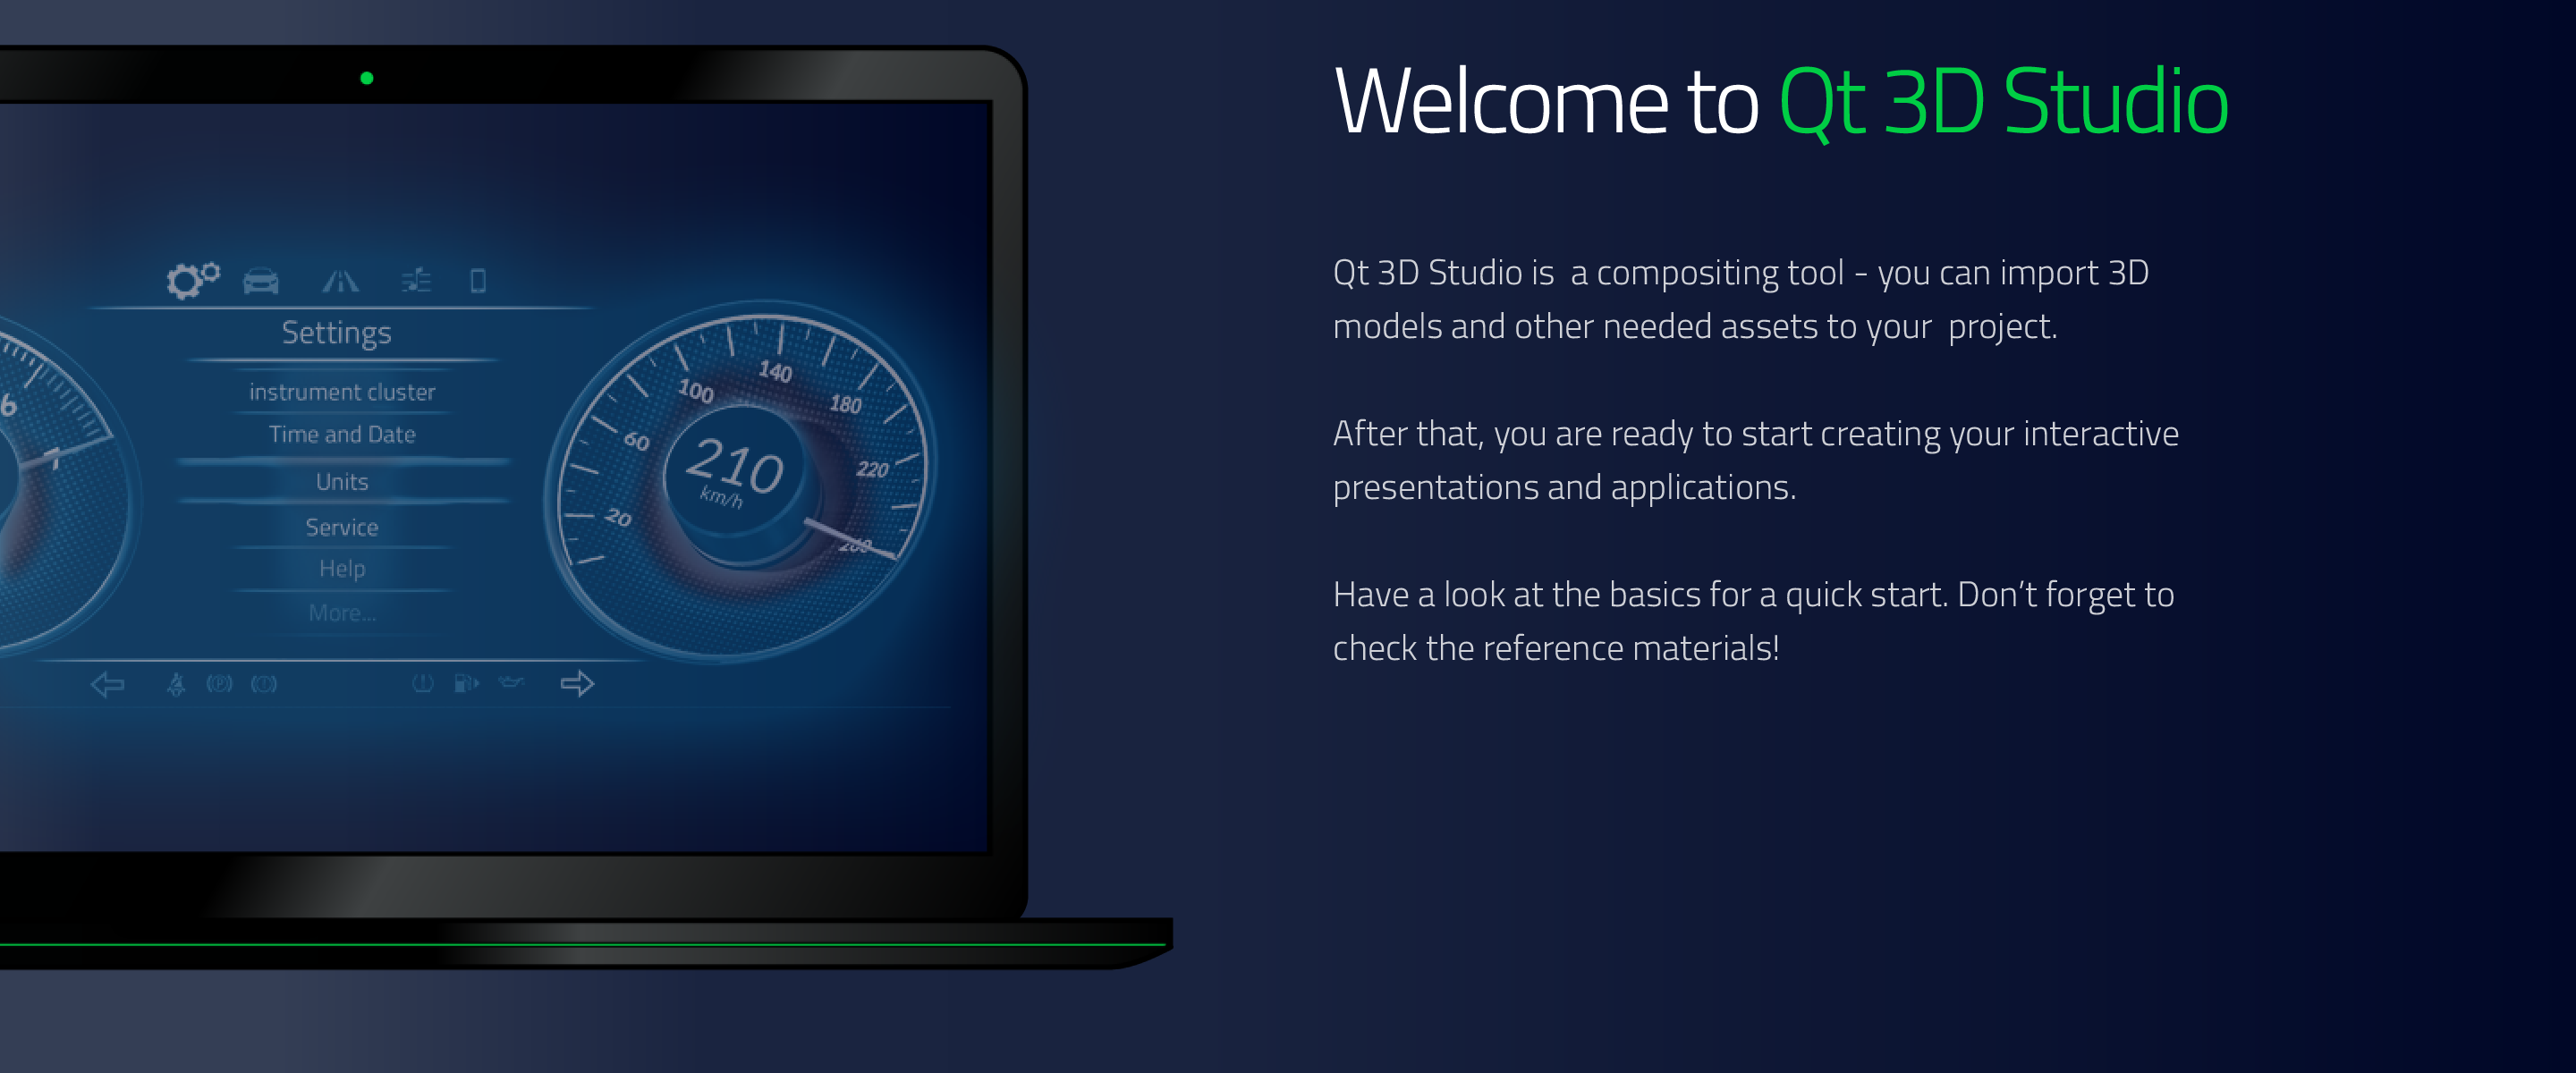 Welcome to Qt 3D Studio
Qt 3D Studio is  a compositing tool - you can import 3D
models and other needed assets to your  project.
After that, you are ready to start creating your interactive
presentations and applications.
Have a look at the basics for a quick start. Don’t forget to
check the reference materials!
Settings
instrument cluster
Time and Date
Units
Service
Help
More...
6
7
20
60
100
140
180
220
260
210
km/h